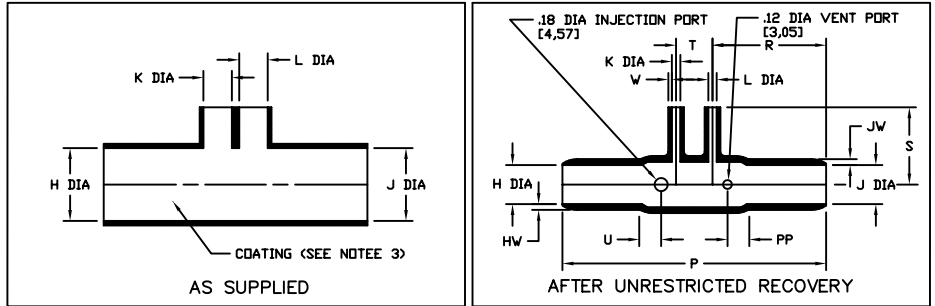 K DIA
L DIA
H DIA
J DIA
COATING (SEE NOTEE 3)
AS SUPPLIED
.18 DIA INJECTION PORT
[4,57]
.12 DIA VENT PORT
[3,05]
T
R
K DIA
W
L DIA
JW
S
H DIA
J DIA
HW
U
PP
P
AFTER UNRESTRICTED RECOVERY